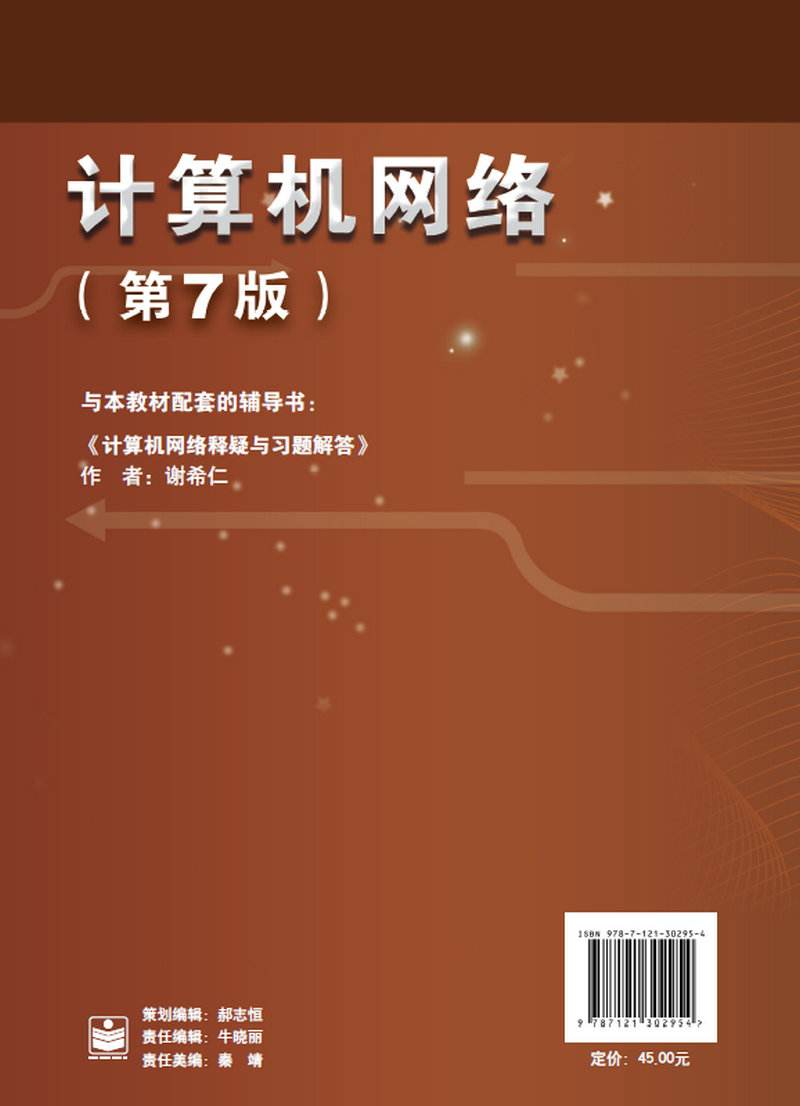 计算机网络
（第7版）
与本教材配套的辅导书：
《计算机网络释疑与习题解答》
作　者：谢希仁
ISBN 978-7-121-30295-4
9 787121 302954 >
策划编辑：郝志恒
责任编辑：牛晓丽
责任美编：秦　靖
定价：45.00元